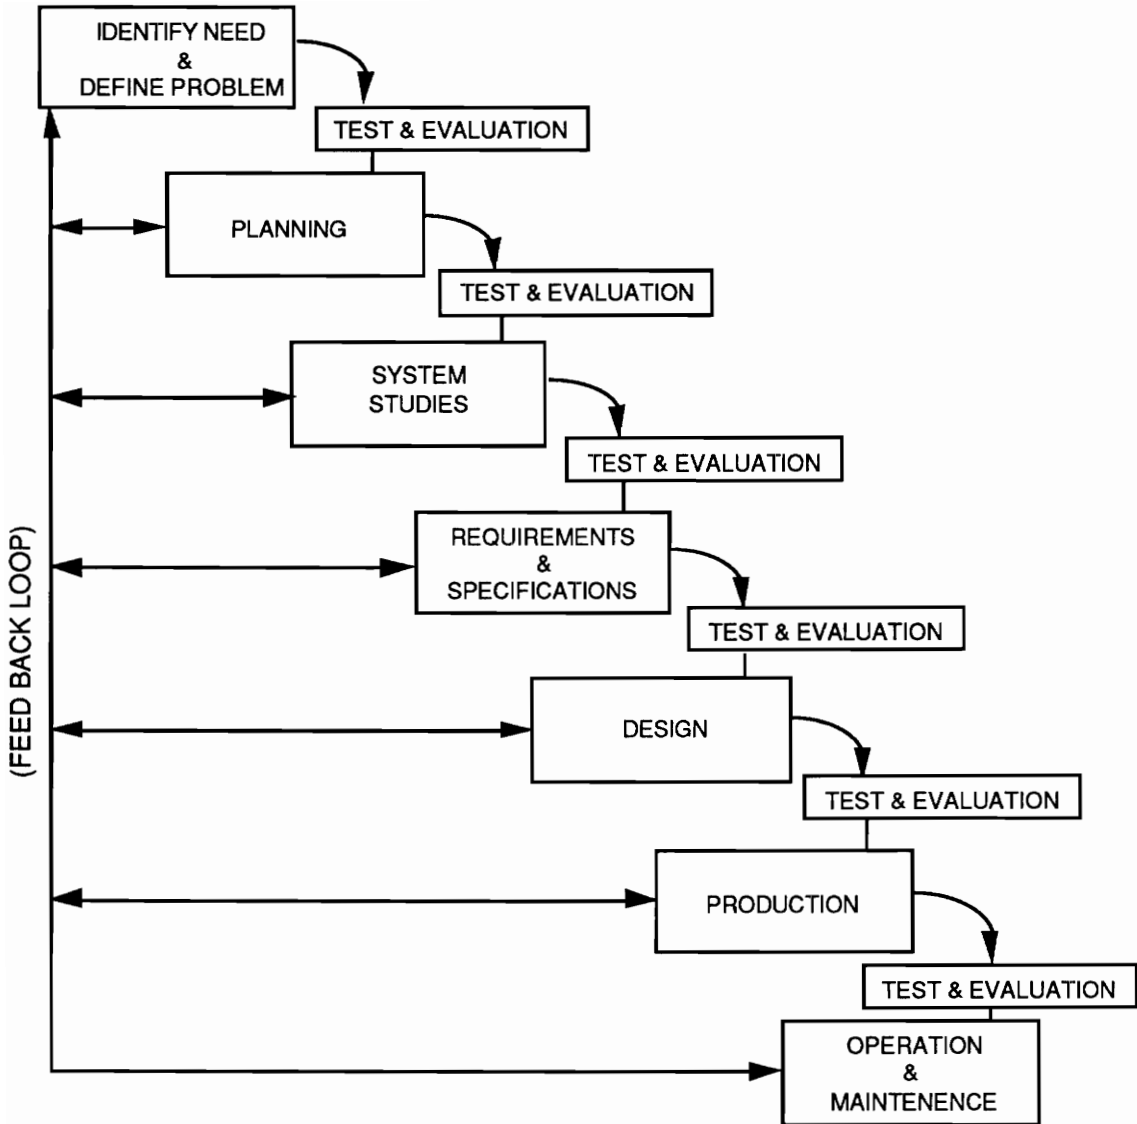 IDENTIFY NEED
&
DEFINE PROBLEM
TEST & EVALUATION
PLANNING
TEST & EVALUATION
SYSTEM
STUDIES
TEST & EVALUATION
REQUIREMENTS
&
SPECIFICATIONS
TEST & EVALUATION
DESIGN
TEST & EVALUATION
PRODUCTION
TEST & EVALUATION
OPERATION
&
MAINTENENCE
(FEED BACK LOOP)